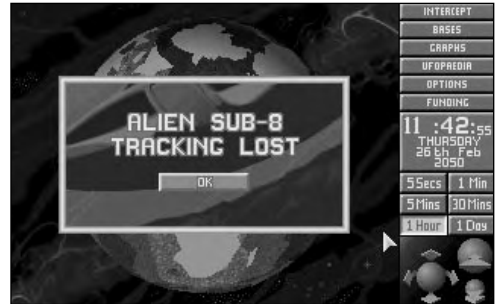 ALIEN SUB-8
TRACKING LOST
OK
INTERCEPT
BASES
GRAPHS
UFOPAEDIA
OPTIONS
FUNDING
11 :42:55
THURSDAY
26th Feb
2050
5Secs 1 Min
5Mins 30Mins
1 Hour 1 Day